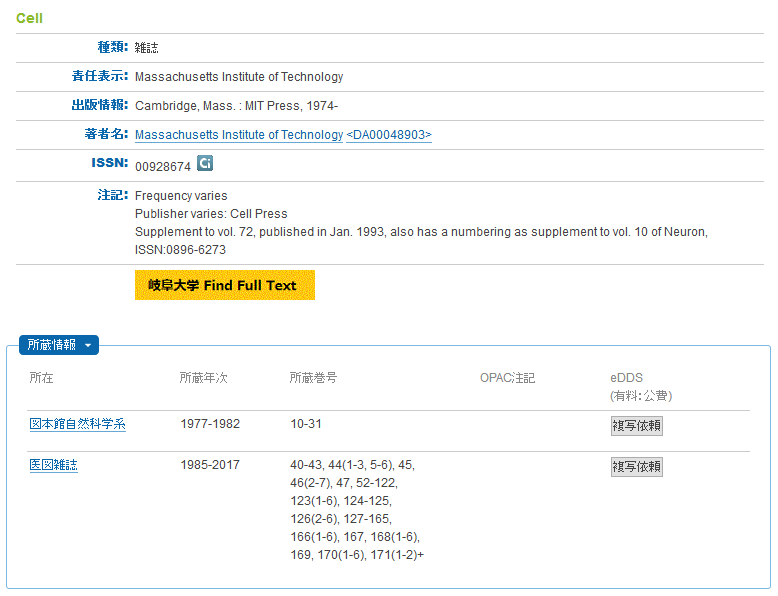 Cell
種類: 雑誌
責任表示: Massachusetts Institute of Technology
出版情報: Cambridge, Mass. : MIT Press, 1974-
著者名: Massachusetts Institute of Technology <DA00048903>
ISSN: 00928674 Ci
注記: Frequency varies
Publisher varies: Cell Press
Supplement to vol. 72, published in Jan. 1993, also has a numbering as supplement to vol. 10 of Neuron,
ISSN:0896-6273
岐阜大学 Find Full Text
所蔵情報
所在 所蔵年次 所蔵巻号 OPAC注記 eDDS
(有料:公費)
図本館自然科学系 1977-1982 10-31 複写依頼
医図雑誌 1985-2017 40-43, 44(1-3, 5-6), 45, 複写依頼
46(2-7), 47, 52-122,
123(1-6), 124-125,
126(2-6), 127-165,
166(1-6), 167, 168(1-6),
169, 170(1-6), 171(1-2)+